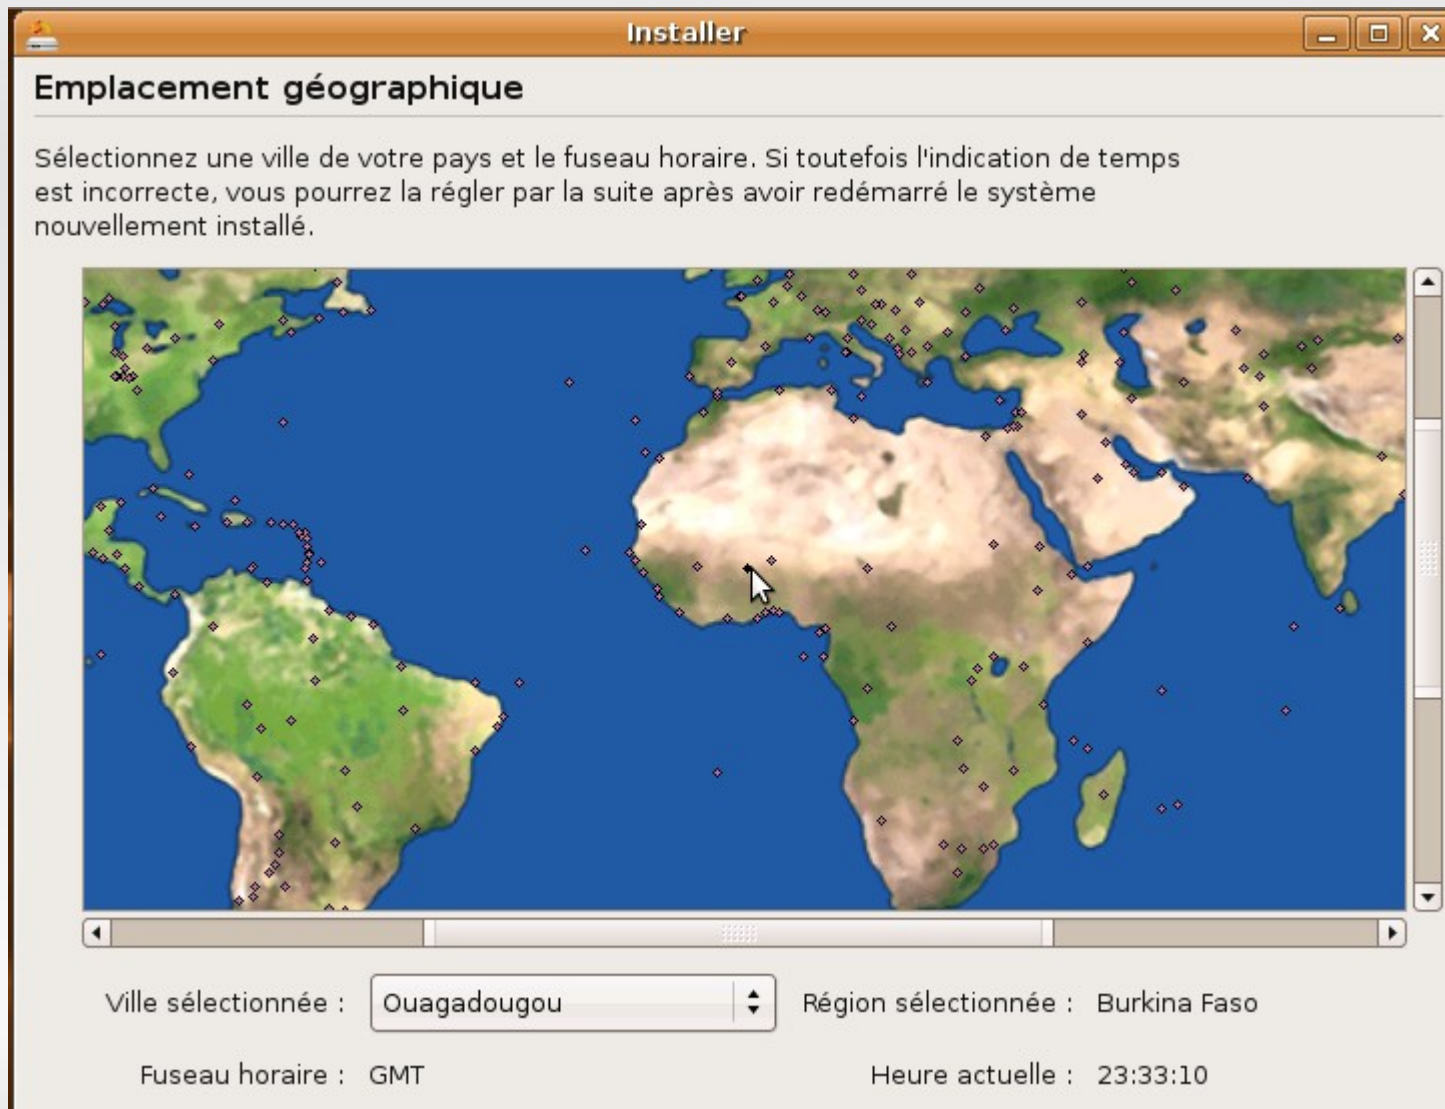 Installer
Emplacement géographique
Sélectionnez une ville de votre pays et le fuseau horaire. Si toutefois l'indication de temps
est incorrecte, vous pourrez la régler par la suite après avoir redémarré le système
nouvellement installé.
Ville sélectionnée : Ouagadougou Région sélectionnée : Burkina Faso
Fuseau horaire : GMT Heure actuelle : 23:33:10